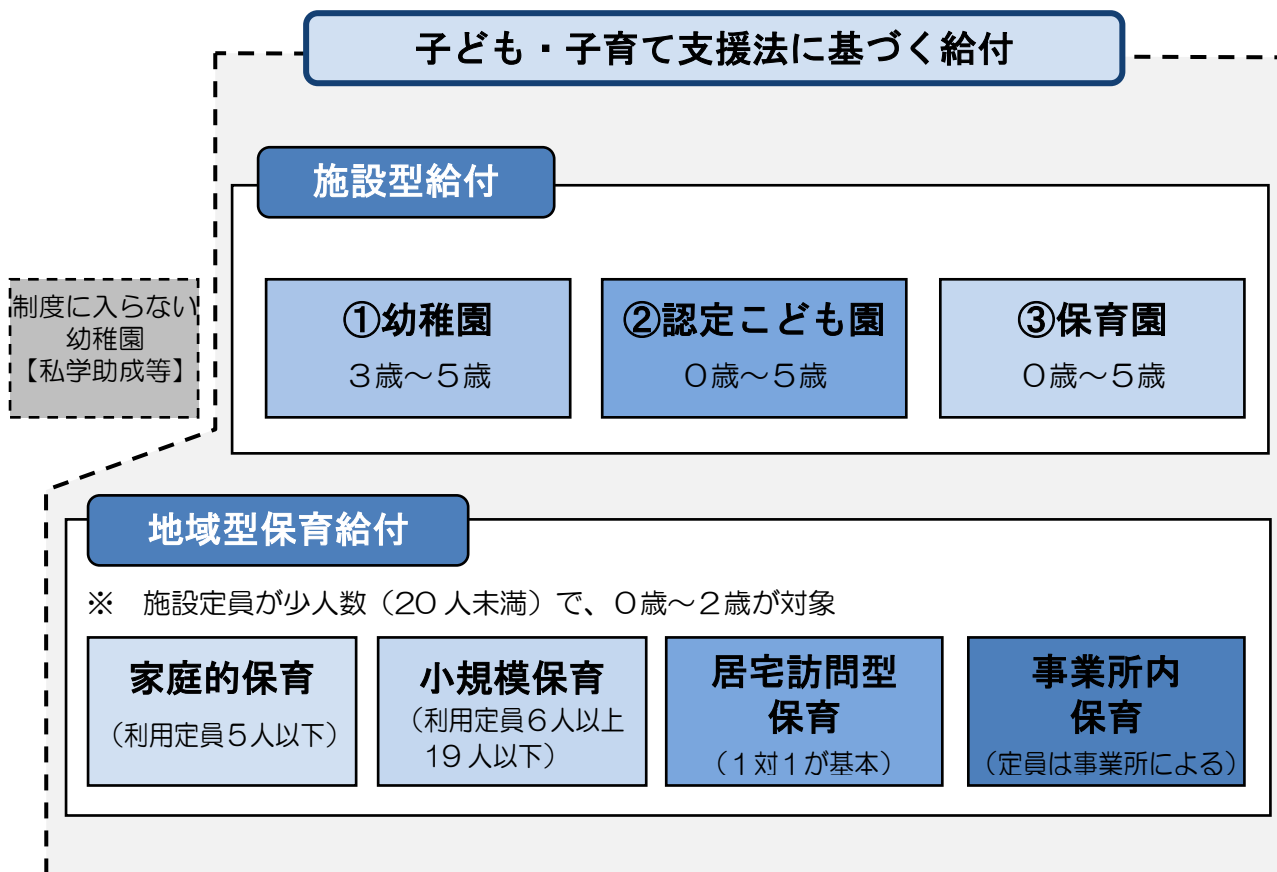 子ども・子育て支援法に基づく給付
施設型給付
制度に入らない
幼稚園
【私学助成等】
①幼稚園
３歳～５歳
②認定こども園
０歳～５歳
③保育園
０歳～５歳
地域型保育給付
※　施設定員が少人数（20人未満）で、０歳～２歳が対象
家庭的保育
（利用定員５人以下）
小規模保育
（利用定員６人以上
19人以下）
居宅訪問型
保育
（１対１が基本）
事業所内
保育
（定員は事業所による）